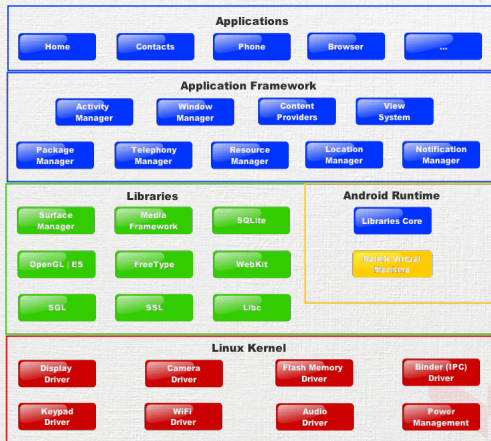 Applications
Home
Contacts
Phone
Browser
...
Application Framework
Activity
Manager
Window
Manager
Content
Providers
View
System
Package
Manager
Telephony
Manager
Resource
Manager
Location
Manager
Notification
Manager
Libraries
Surface
Manager
Media
Framework
SQLite
OpenGL | ES
FreeType
WebKit
SGL
SSL
Libc
Android Runtime
Libraries Core
Dalvik Virtual
Machine
Linux Kernel
Display
Driver
Camera
Driver
Flash Memory
Driver
Binder (IPC)
Driver
Keypad
Driver
WiFi
Driver
Audio
Driver
Power
Management